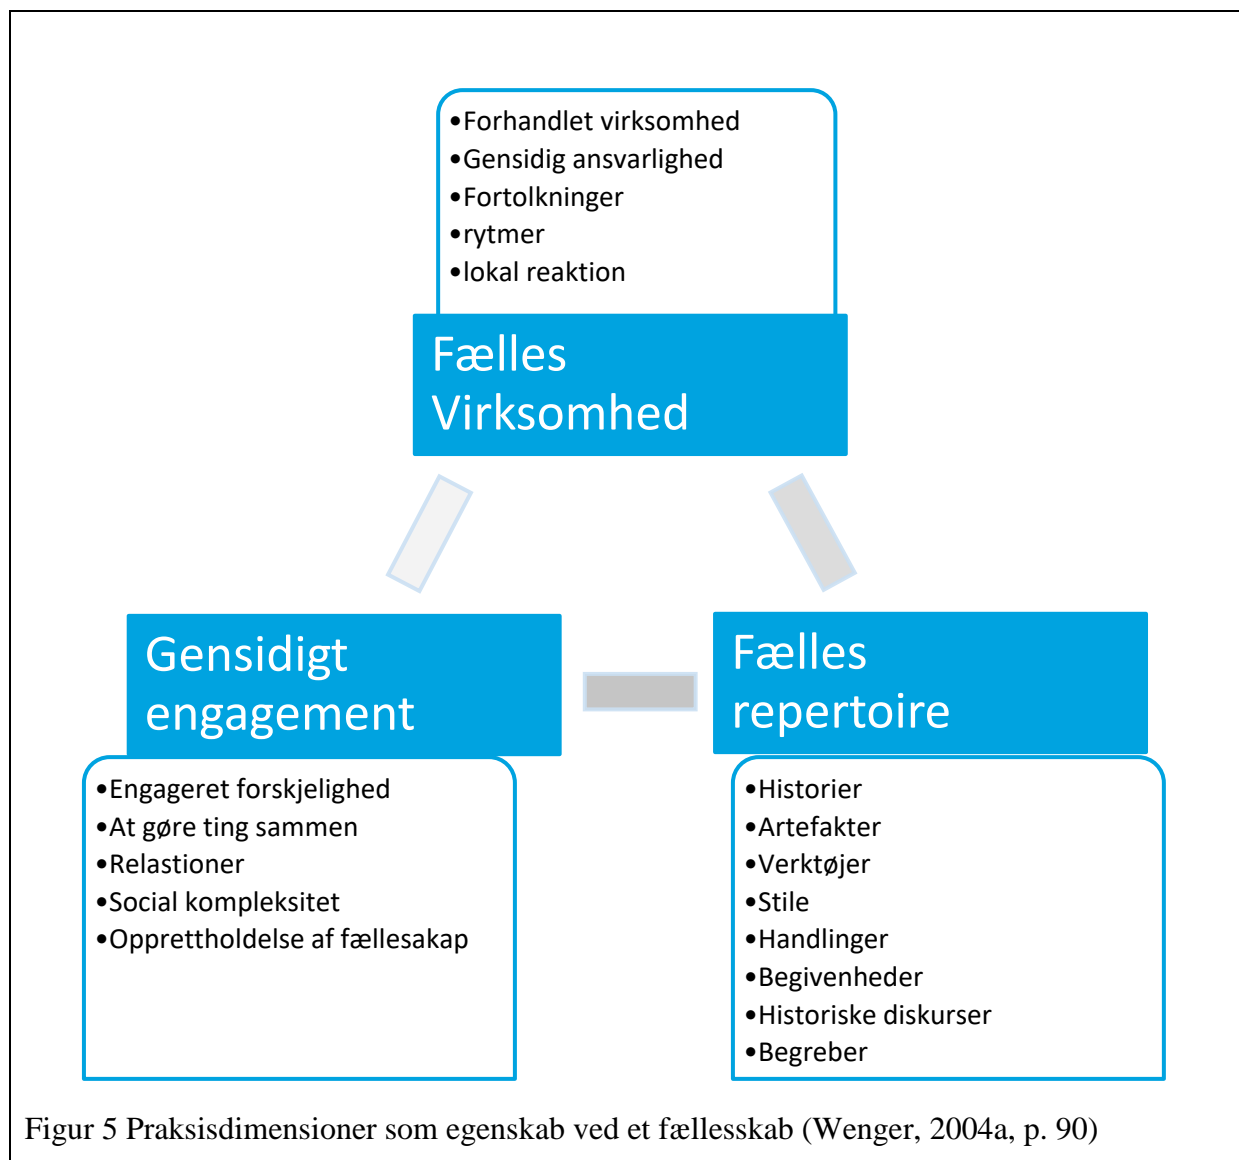 •Forhandlet virksomhed
•Gensidig ansvarlighed
•Fortolkninger
•rytmer
•lokal reaktion
Fælles
Virksomhed
Gensidigt
engagement
•Engageret forskjelighed
•At gøre ting sammen
•Relastioner
•Social kompleksitet
•Opprettholdelse af fællesakap
Fælles
repertoire
•Historier
•Artefakter
•Verktøjer
•Stile
•Handlinger
•Begivenheder
•Historiske diskurser
•Begreber
Figur 5 Praksisdimensioner som egenskab ved et fællesskab (Wenger, 2004a, p. 90)